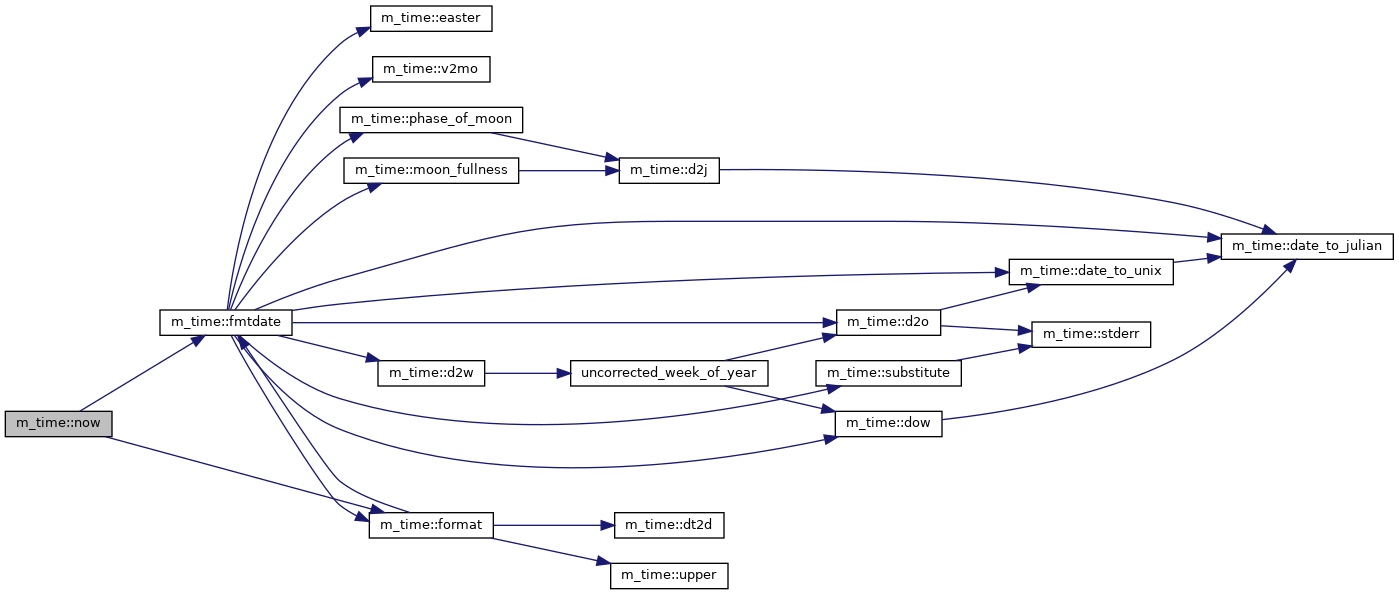 m_time::easter
m_time::v2mo
m_time::phase_of_moon
m_time::moon_fullness
m_time::d2j
m_time::date_to_julian
m_time::date_to_unix
m_time::fmtdate
m_time::d2o
m_time::stderr
m_time::d2w
uncorrected_week_of_year
m_time::substitute
m_time::now
m_time::dow
m_time::format
m_time::dt2d
m_time::upper